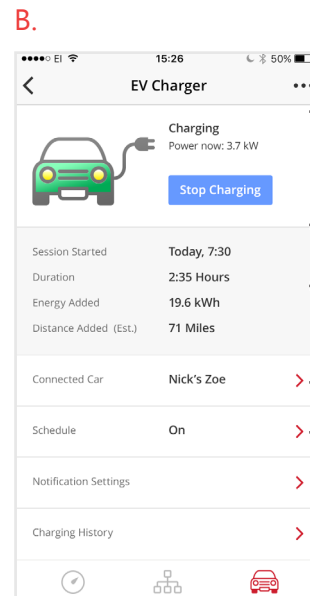 B.
EI 15:26 50%
EV Charger
Charging
Power now: 3.7 kW
Stop Charging
Session Started Today, 7:30
Duration 2:35 Hours
Energy Added 19.6 kWh
Distance Added (Est.) 71 Miles
Connected Car Nick's Zoe
Schedule On
Notification Settings
Charging History